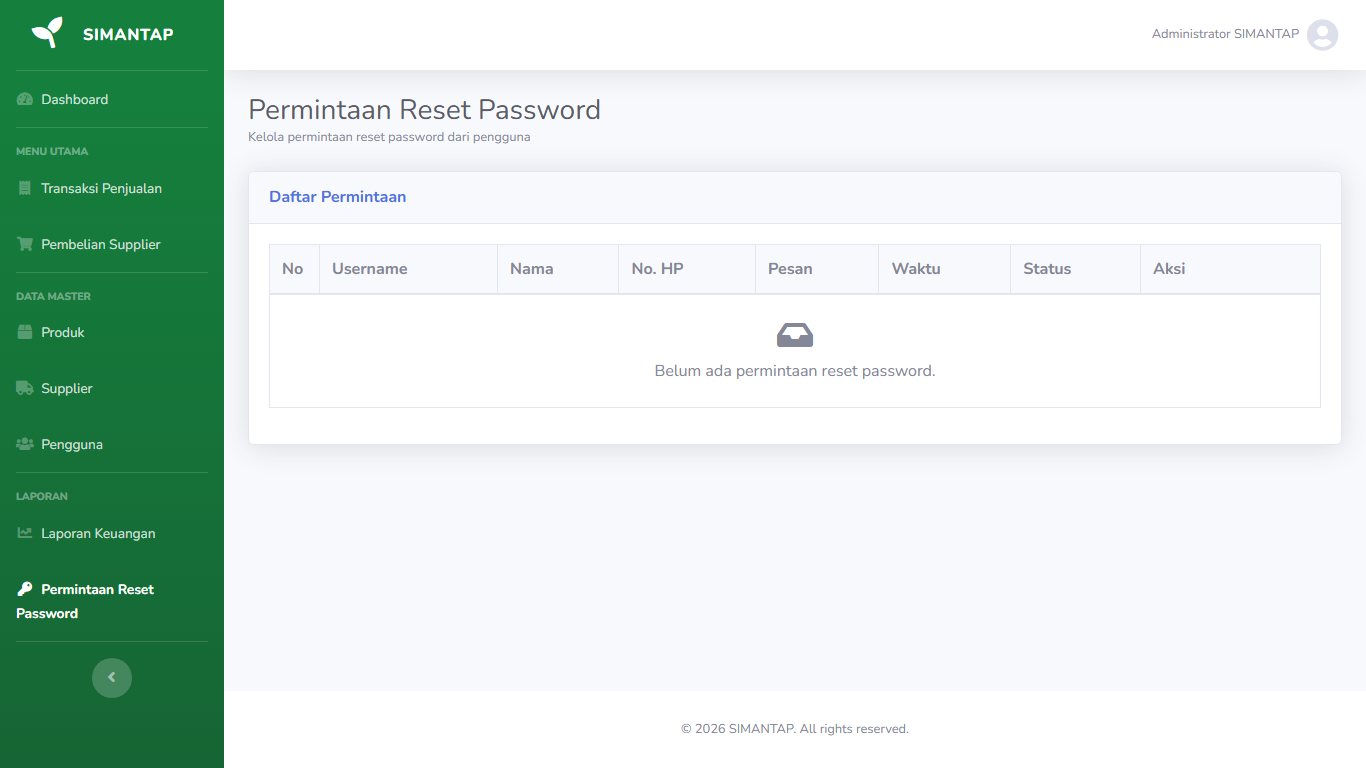 SIMANTAP
Dashboard
MENU UTAMA
Transaksi Penjualan
Pembelian Supplier
DATA MASTER
Produk
Supplier
Pengguna
LAPORAN
Laporan Keuangan
Permintaan Reset
Password
Administrator SIMANTAP
Permintaan Reset Password
Kelola permintaan reset password dari pengguna
Daftar Permintaan
No Username Nama No. HP Pesan Waktu Status Aksi
Belum ada permintaan reset password.
© 2026 SIMANTAP. All rights reserved.